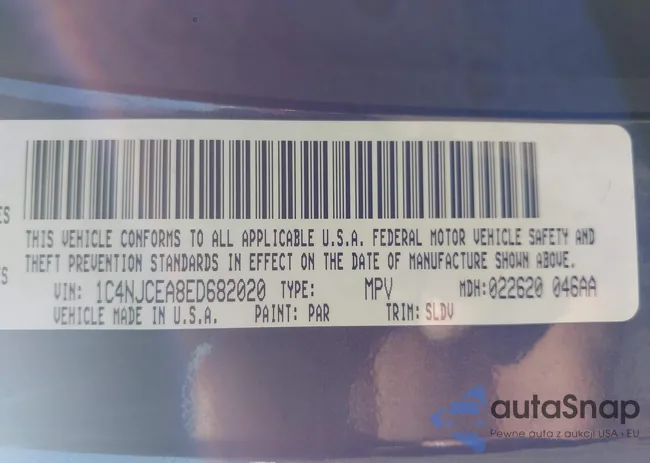 ES
THIS VEHICLE CONFORMS TO ALL APPLICABLE U.S.A. FEDERAL MOTOR VEHICLE SAFETY AND
TS THEFT PREVENTION STANDARDS IN EFFECT ON THE DATE OF MANUFACTURE SHOWN ABOVE.
VIN: 1C4NJCEA8ED682020 TYPE: MPV MDH:022620 046AA
VEHICLE MADE IN U.S.A. PAINT: PAR TRIM: SLDV
autaSnap
Pewne auta z aukcji USA i EU